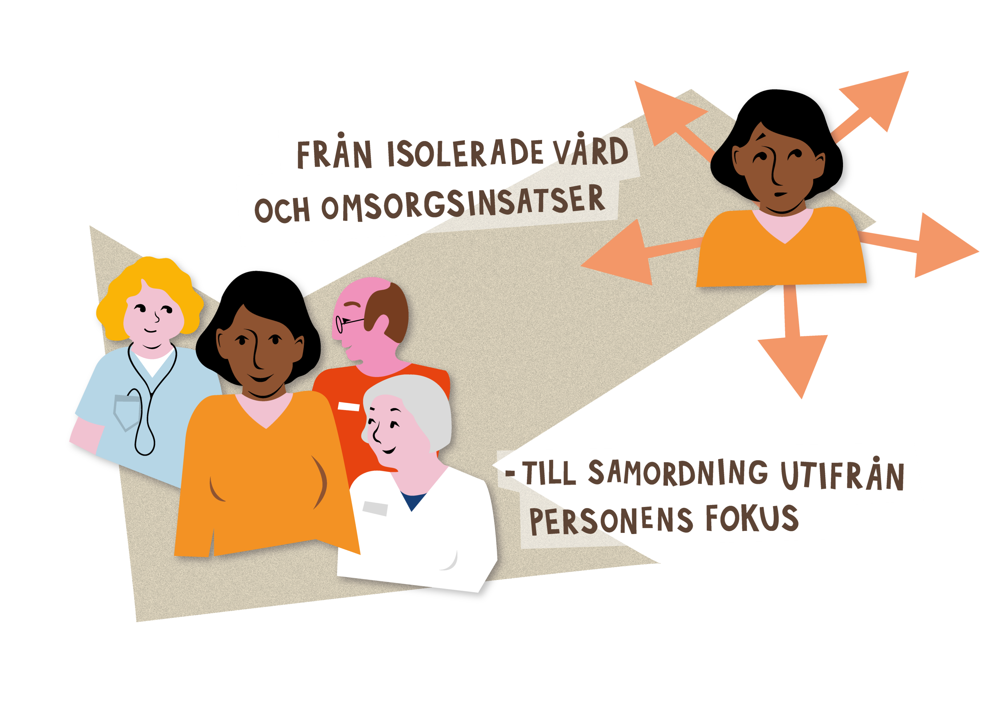 FRÅN ISOLERADE VÅRD
OCH OMSORGSINSATSER
-TILL SAMORDNING UTIFRÅN
PERSONENS FOKUS